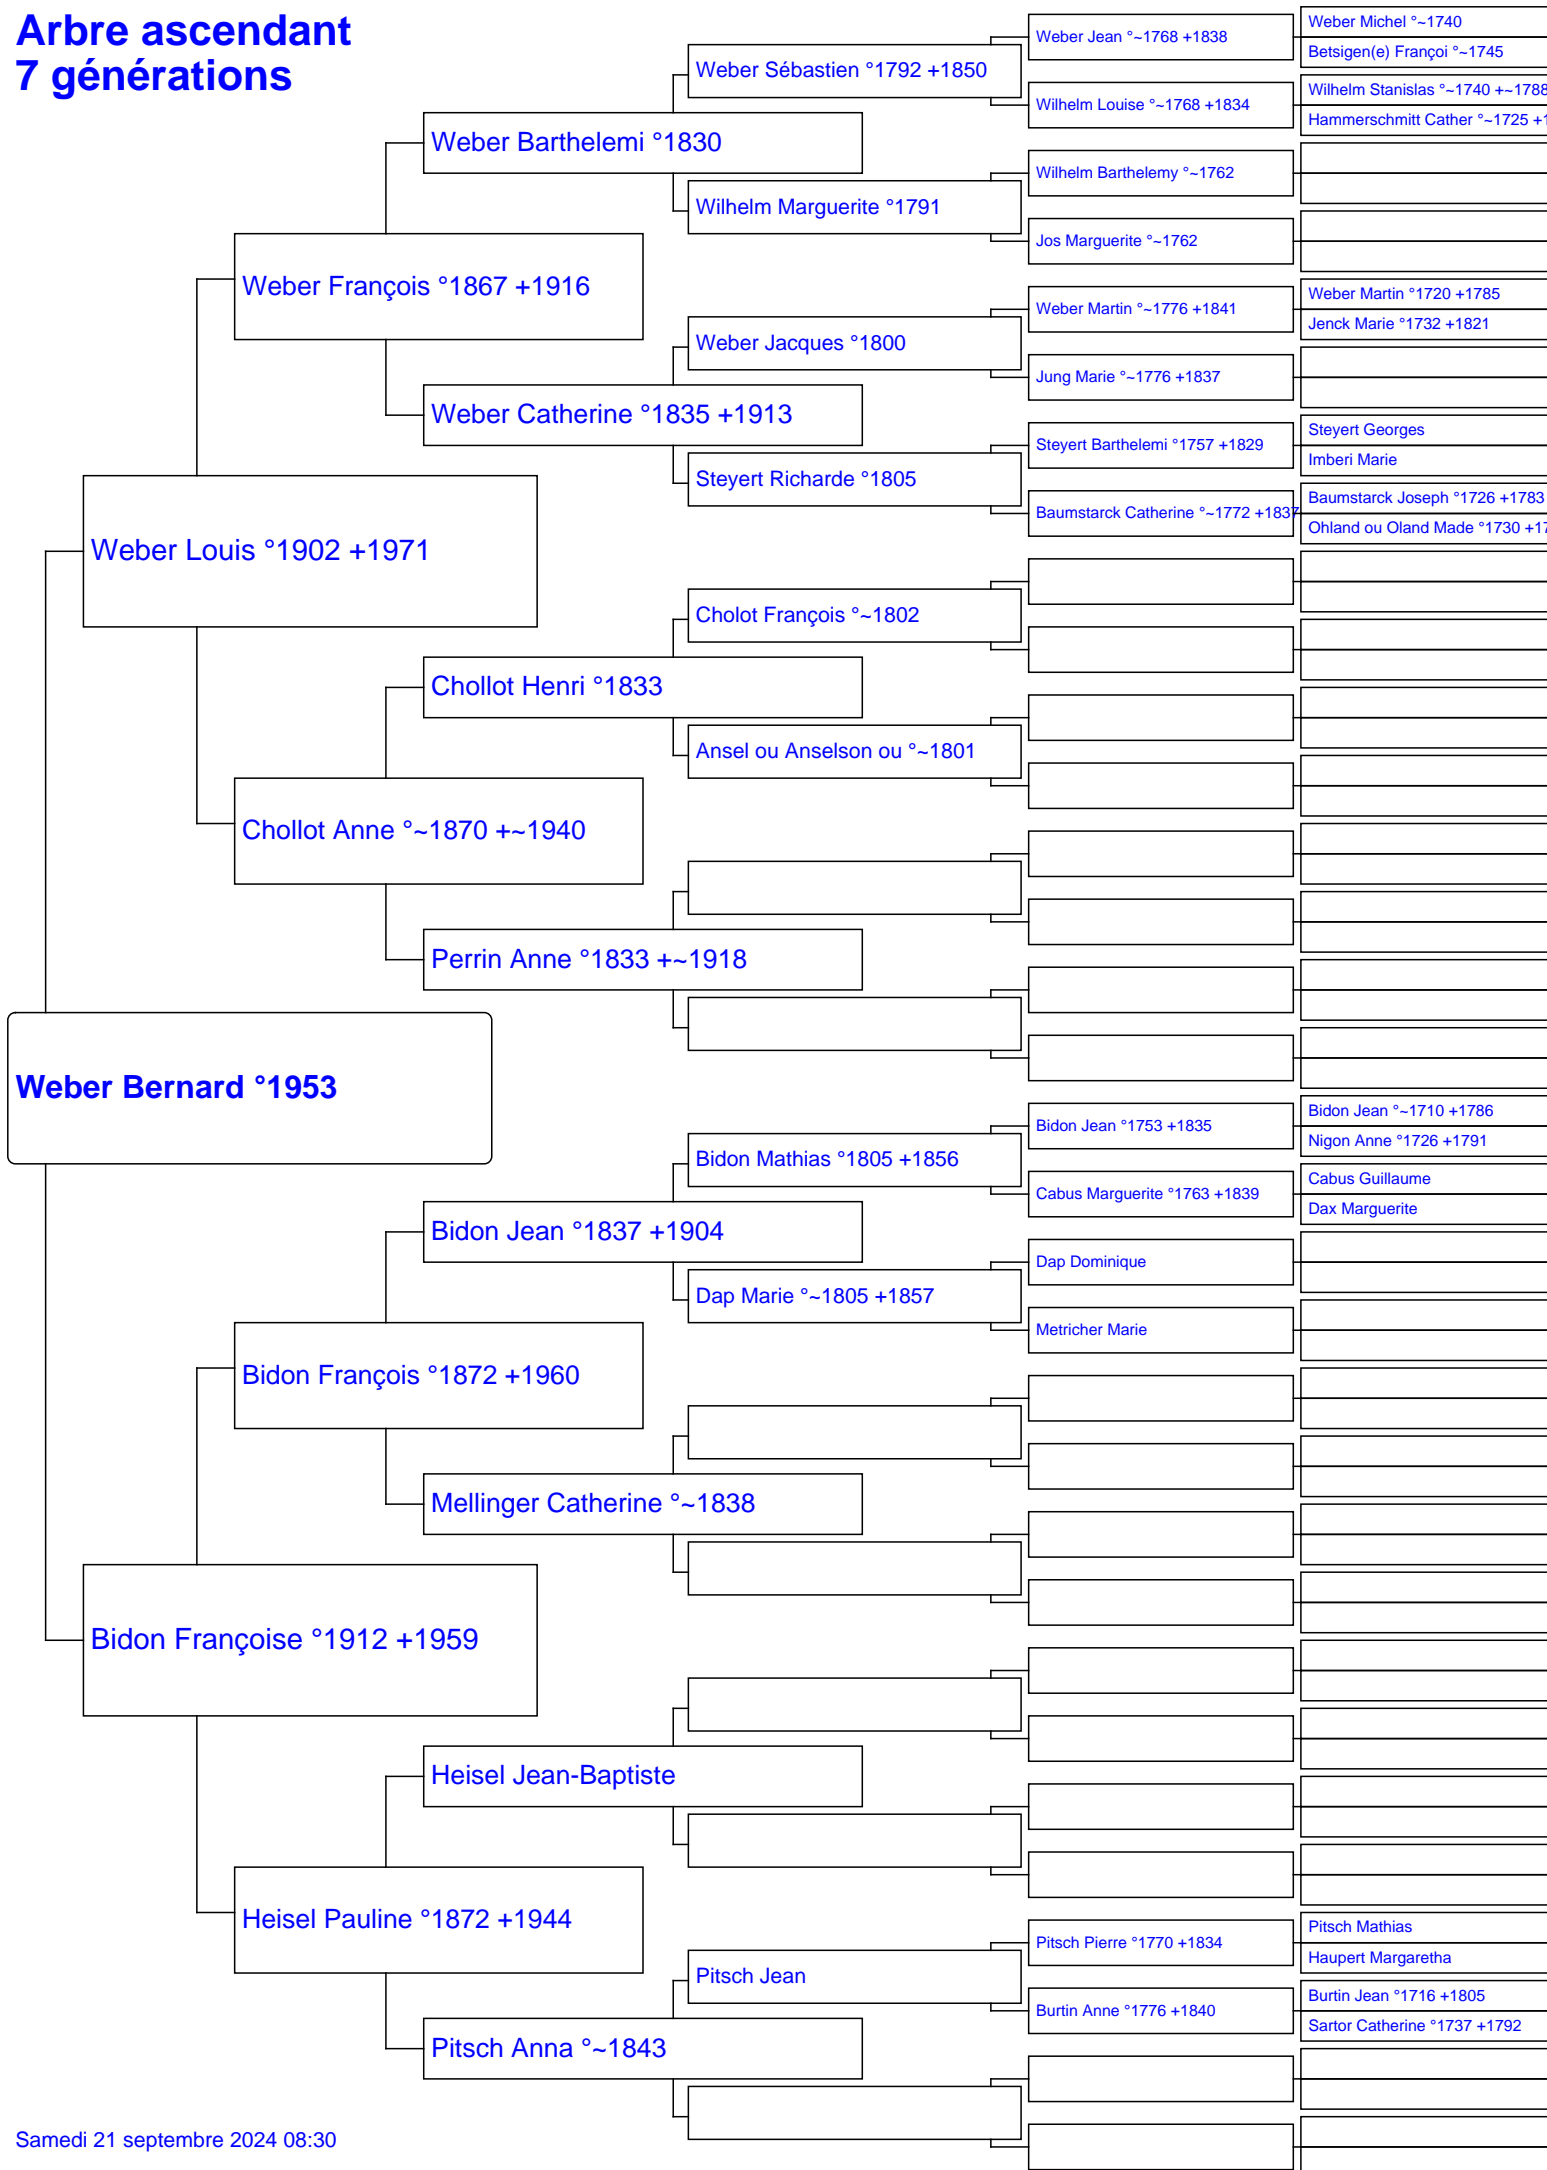 Arbre ascendant
7 générations
Weber Bernard °1953
Weber Louis °1902 +1971
Bidon Françoise °1912 +1959
Weber François °1867 +1916
Chollot Anne °~1870 +~1940
Bidon François °1872 +1960
Heisel Pauline °1872 +1944
Weber Barthelemi °1830
Weber Catherine °1835 +1913
Chollot Henri °1833
Perrin Anne °1833 +~1918
Bidon Jean °1837 +1904
Mellinger Catherine °~1838
Heisel Jean-Baptiste
Pitsch Anna °~1843
Weber Sébastien °1792 +1850
Wilhelm Marguerite °1791
Weber Jacques °1800
Steyert Richarde °1805
Cholot François °~1802
Ansel ou Anselson ou °~1801
Bidon Mathias °1805 +1856
Dap Marie °~1805 +1857
Pitsch Jean
Weber Jean °~1768 +1838
Wilhelm Louise °~1768 +1834
Wilhelm Barthelemy °~1762
Jos Marguerite °~1762
Weber Martin °~1776 +1841
Jung Marie °~1776 +1837
Steyert Barthelemi °1757 +1829
Baumstarck Catherine °~1772 +1837
Bidon Jean °1753 +1835
Cabus Marguerite °1763 +1839
Dap Dominique
Metricher Marie
Pitsch Pierre °1770 +1834
Burtin Anne °1776 +1840
Weber Michel °~1740
Betsigen(e) Françoi °~1745
Wilhelm Stanislas °~1740 +~1788
Hammerschmitt Cather °~1725 +1
Weber Martin °1720 +1785
Jenck Marie °1732 +1821
Steyert Georges
Imberi Marie
Baumstarck Joseph °1726 +1783
Ohland ou Oland Made °1730 +17
Bidon Jean °~1710 +1786
Nigon Anne °1726 +1791
Cabus Guillaume
Dax Marguerite
Pitsch Mathias
Haupert Margaretha
Burtin Jean °1716 +1805
Sartor Catherine °1737 +1792
Samedi 21 septembre 2024 08:30